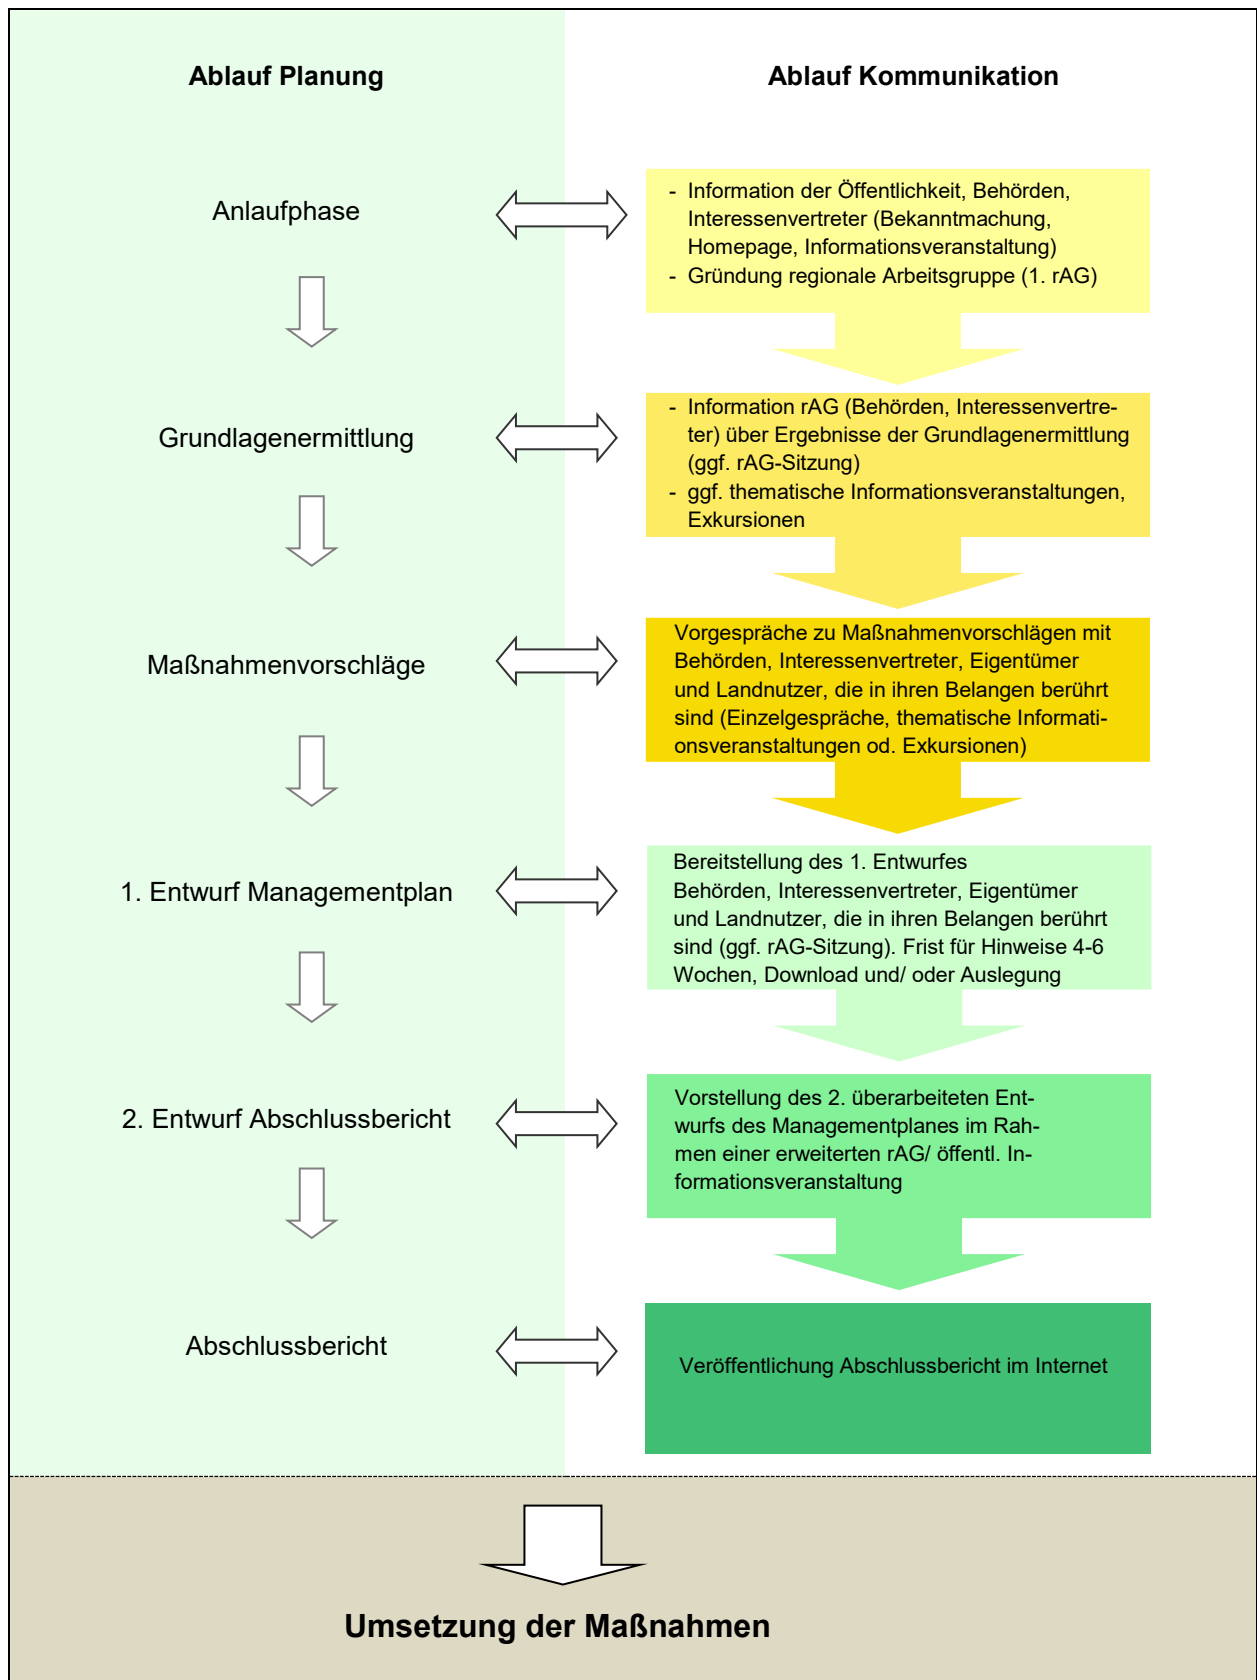 Ablauf Planung
Ablauf Kommunikation
Anlaufphase
- Information der Öffentlichkeit, Behörden,
Interessenvertreter (Bekanntmachung,
Homepage, Informationsveranstaltung)
- Gründung regionale Arbeitsgruppe (1. rAG)
Grundlagenermittlung
- Information rAG (Behörden, Interessenvertre-
ter) über Ergebnisse der Grundlagenermittlung
(ggf. rAG-Sitzung)
- ggf. thematische Informationsveranstaltungen,
Exkursionen
Maßnahmenvorschläge
Vorgespräche zu Maßnahmenvorschlägen mit
Behörden, Interessenvertreter, Eigentümer
und Landnutzer, die in ihren Belangen berührt
sind (Einzelgespräche, thematische Informati-
onsveranstaltungen od. Exkursionen)
1. Entwurf Managementplan
Bereitstellung des 1. Entwurfes
Behörden, Interessenvertreter, Eigentümer
und Landnutzer, die in ihren Belangen berührt
sind (ggf. rAG-Sitzung). Frist für Hinweise 4-6
Wochen, Download und/ oder Auslegung
2. Entwurf Abschlussbericht
Vorstellung des 2. überarbeiteten Ent-
wurfs des Managementplanes im Rah-
men einer erweiterten rAG/ öffentl. In-
formationsveranstaltung
Abschlussbericht
Veröffentlichung Abschlussbericht im Internet
Umsetzung der Maßnahmen